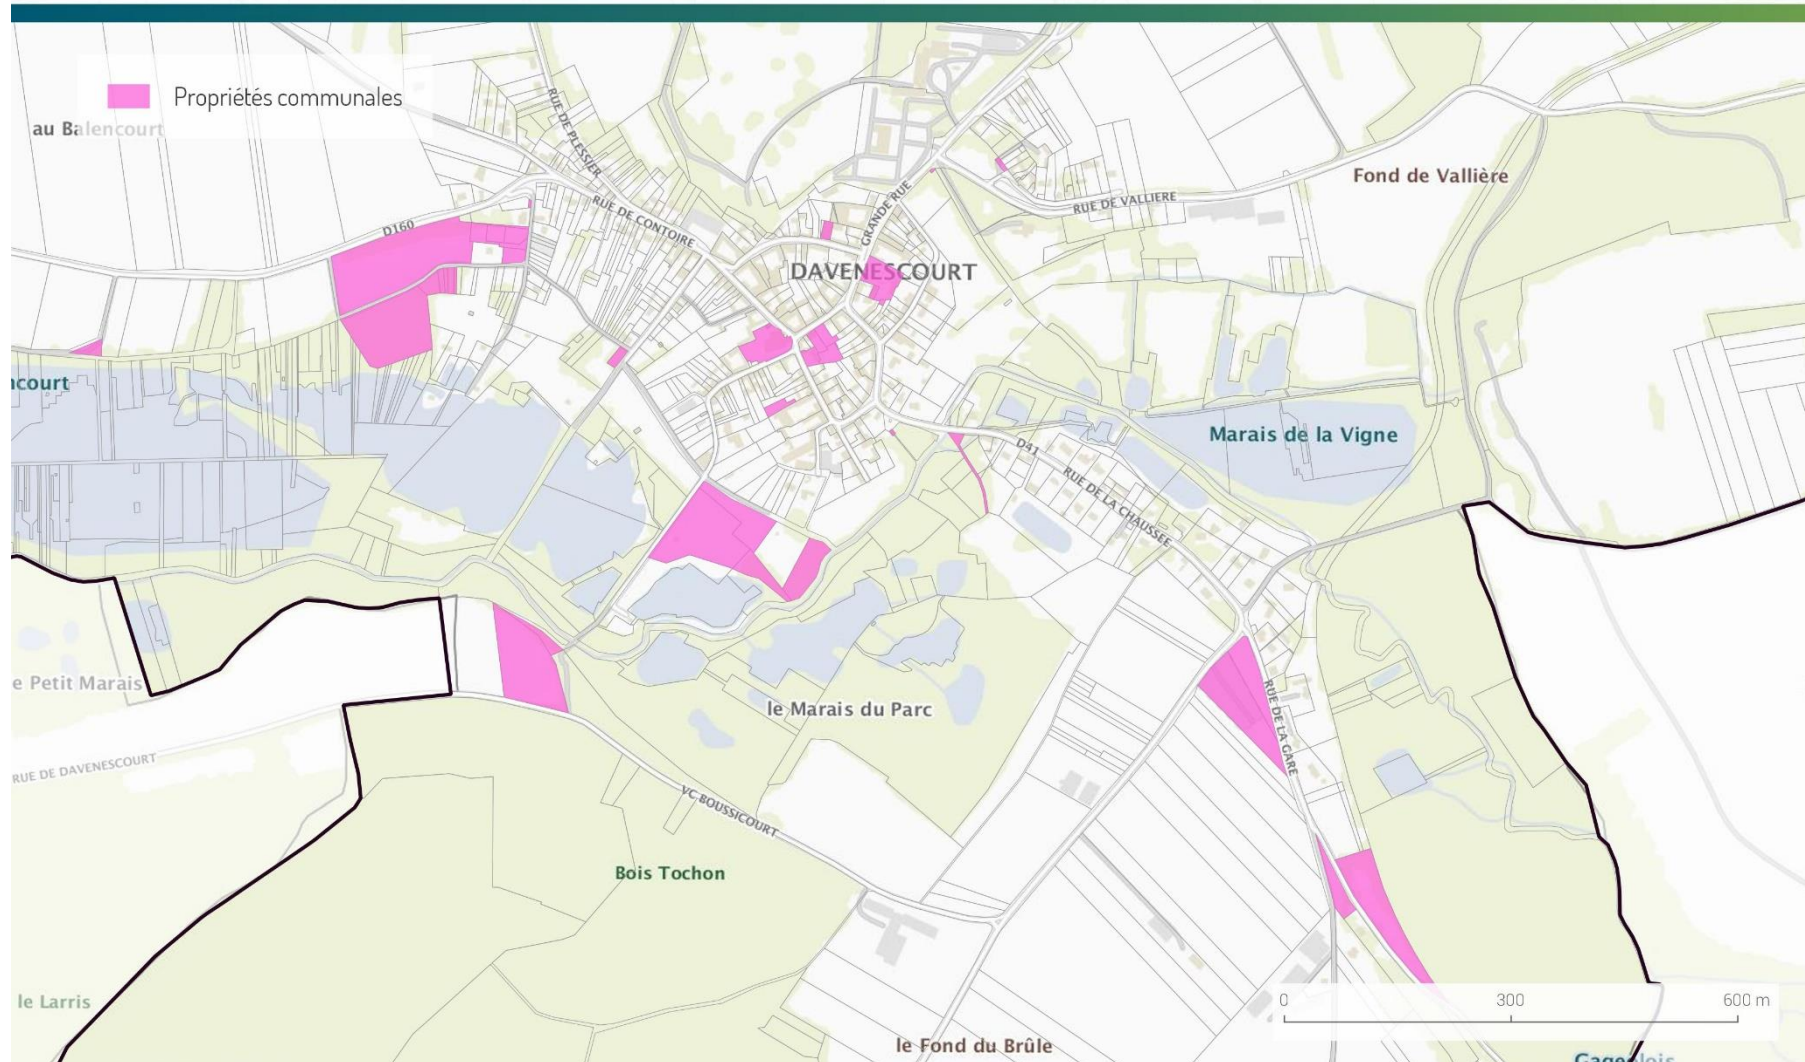 Propriétés communales
au Balencourt
RUE DE PLESSIER
Fond de Vallière
GRANDE RUE
RUE DE VALLIERE
RUE DE CONTOIRE
D160
DAVENESCOURT
ncourt
Marais de la Vigne
D41
RUE DE LA CHAUSSEE
e Petit Marais
le Marais du Parc
RUE DE LA GARE
RUE DE DAVENESCOURT
VC BOUSSICOURT
Bois Tochon
le Larris
0 300 600 m
le Fond du Brûle